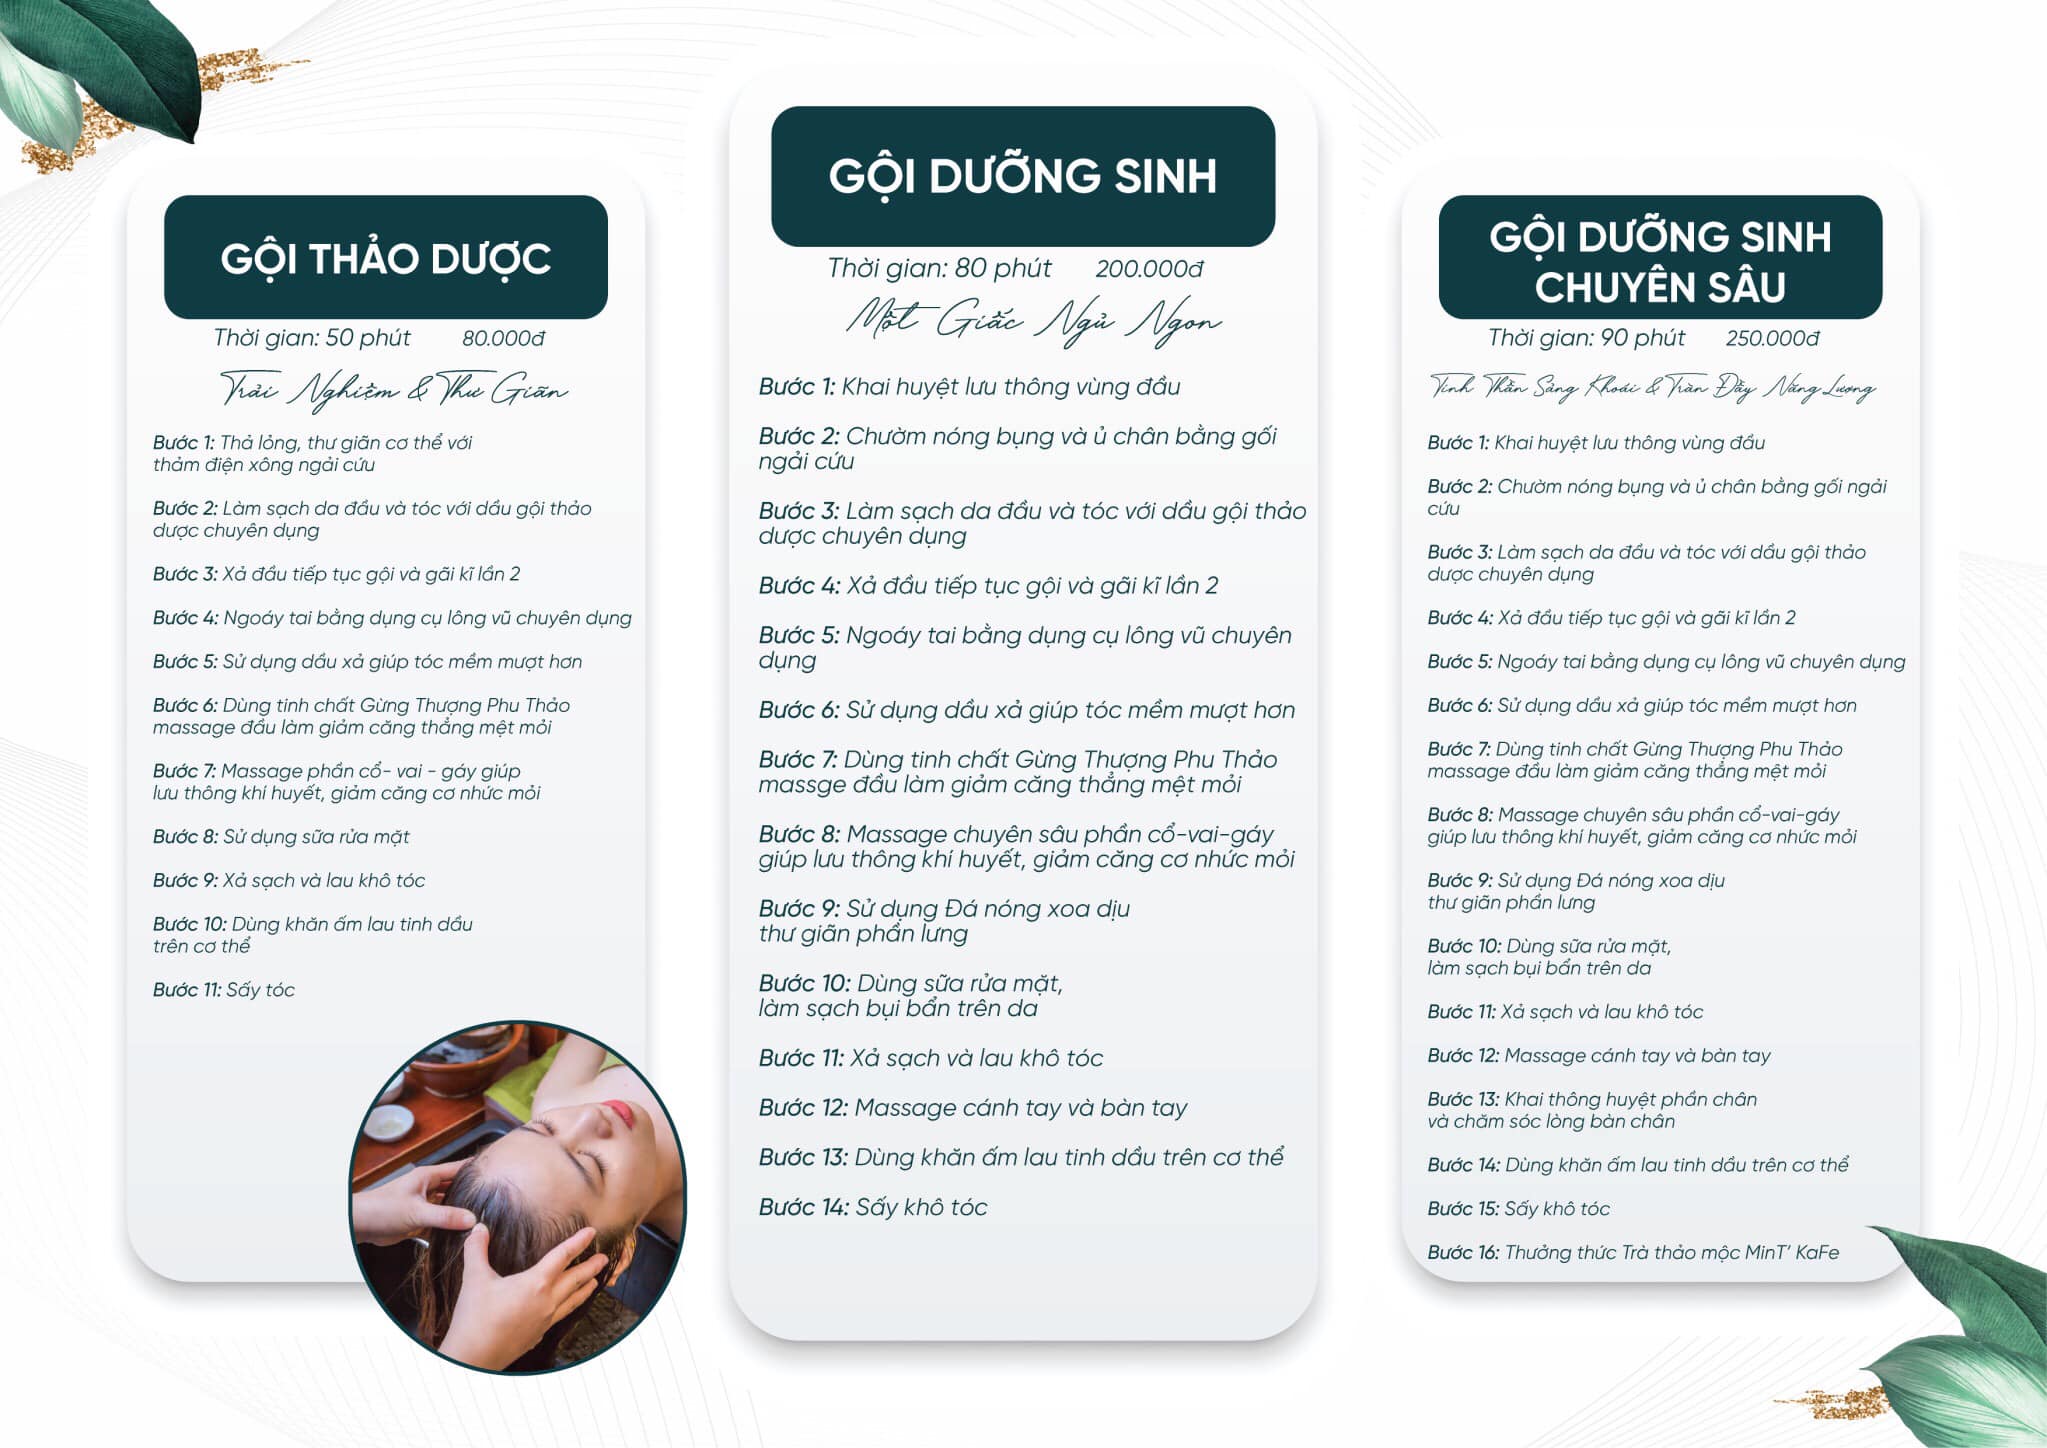 GỘI THẢO DƯỢC
Thời gian: 50 phút 80.000đ
Trải Nghiệm & Thư Giãn
Bước 1: Thả lỏng, thư giãn cơ thể với
thảm điện xông ngải cứu
Bước 2: Làm sạch da đầu và tóc với dầu gội thảo
dược chuyên dụng
Bước 3: Xả đầu tiếp tục gội và gãi kĩ lần 2
Bước 4: Ngoáy tai bằng dụng cụ lông vũ chuyên dụng
Bước 5: Sử dụng dầu xả giúp tóc mềm mượt hơn
Bước 6: Dùng tinh chất Gừng Thượng Phu Thảo
massage đầu làm giảm căng thẳng mệt mỏi
Bước 7: Massage phần cổ- vai - gáy giúp
lưu thông khí huyết, giảm căng cơ nhức mỏi
Bước 8: Sử dụng sữa rửa mặt
Bước 9: Xả sạch và lau khô tóc
Bước 10: Dùng khăn ấm lau tinh dầu
trên cơ thể
Bước 11: Sấy tóc
GỘI DƯỠNG SINH
Thời gian: 80 phút 200.000đ
Một Giấc Ngủ Ngon
Bước 1: Khai huyệt lưu thông vùng đầu
Bước 2: Chườm nóng bụng và ủ chân bằng gối
ngải cứu
Bước 3: Làm sạch da đầu và tóc với dầu gội thảo
dược chuyên dụng
Bước 4: Xả đầu tiếp tục gội và gãi kĩ lần 2
Bước 5: Ngoáy tai bằng dụng cụ lông vũ chuyên
dụng
Bước 6: Sử dụng dầu xả giúp tóc mềm mượt hơn
Bước 7: Dùng tinh chất Gừng Thượng Phu Thảo
massge đầu làm giảm căng thẳng mệt mỏi
Bước 8: Massage chuyên sâu phần cổ-vai-gáy
giúp lưu thông khí huyết, giảm căng cơ nhức mỏi
Bước 9: Sử dụng Đá nóng xoa dịu
thư giãn phần lưng
Bước 10: Dùng sữa rửa mặt,
làm sạch bụi bẩn trên da
Bước 11: Xả sạch và lau khô tóc
Bước 12: Massage cánh tay và bàn tay
Bước 13: Dùng khăn ấm lau tinh dầu trên cơ thể
Bước 14: Sấy khô tóc
GỘI DƯỠNG SINH
CHUYÊN SÂU
Thời gian: 90 phút 250.000đ
Tinh Thần Sảng Khoái & Tràn Đầy Năng Lượng
Bước 1: Khai huyệt lưu thông vùng đầu
Bước 2: Chườm nóng bụng và ủ chân bằng gối ngải
cứu
Bước 3: Làm sạch da đầu và tóc với dầu gội thảo
dược chuyên dụng
Bước 4: Xả đầu tiếp tục gội và gãi kĩ lần 2
Bước 5: Ngoáy tai bằng dụng cụ lông vũ chuyên dụng
Bước 6: Sử dụng dầu xả giúp tóc mềm mượt hơn
Bước 7: Dùng tinh chất Gừng Thượng Phu Thảo
massage đầu làm giảm căng thẳng mệt mỏi
Bước 8: Massage chuyên sâu phần cổ-vai-gáy
giúp lưu thông khí huyết, giảm căng cơ nhức mỏi
Bước 9: Sử dụng Đá nóng xoa dịu
thư giãn phần lưng
Bước 10: Dùng sữa rửa mặt,
làm sạch bụi bẩn trên da
Bước 11: Xả sạch và lau khô tóc
Bước 12: Massage cánh tay và bàn tay
Bước 13: Khai thông huyệt phần chân
và chăm sóc lòng bàn chân
Bước 14: Dùng khăn ấm lau tinh dầu trên cơ thể
Bước 15: Sấy khô tóc
Bước 16: Thưởng thức Trà thảo mộc MinT' KaFe